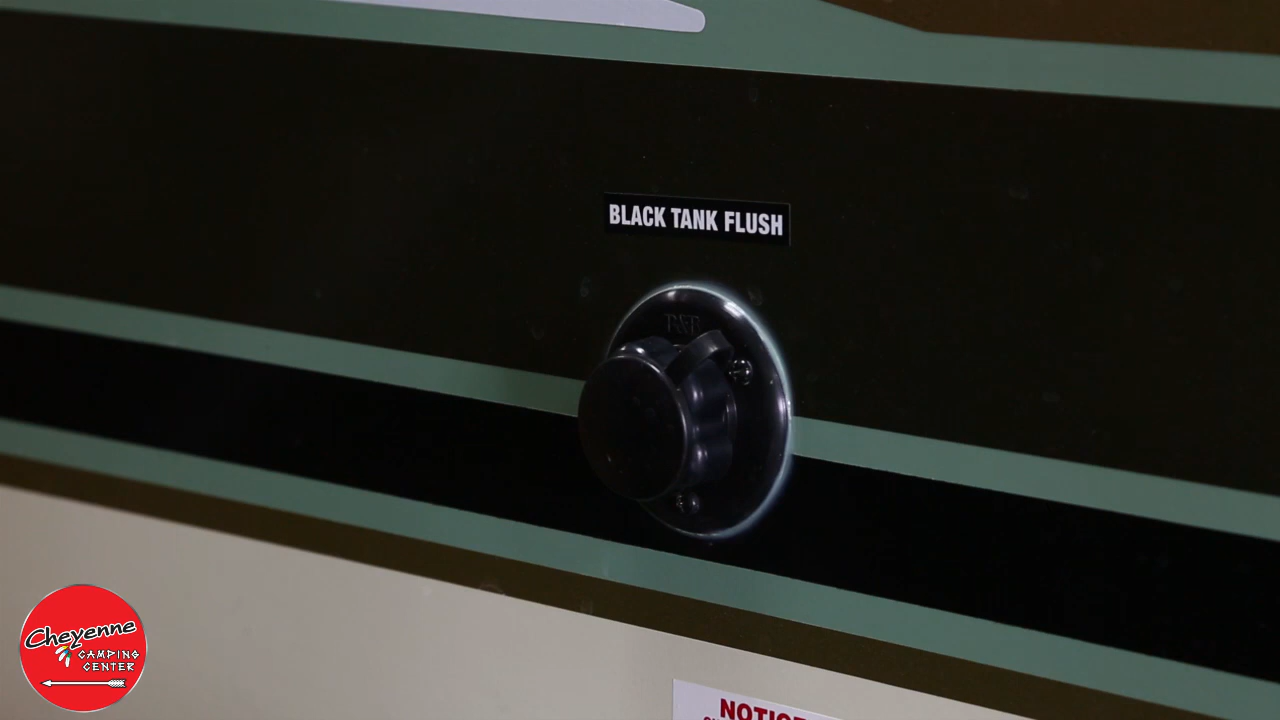 BLACK TANK FLUSH
Cheyenne
CAMPING
CENTER
NOTICE